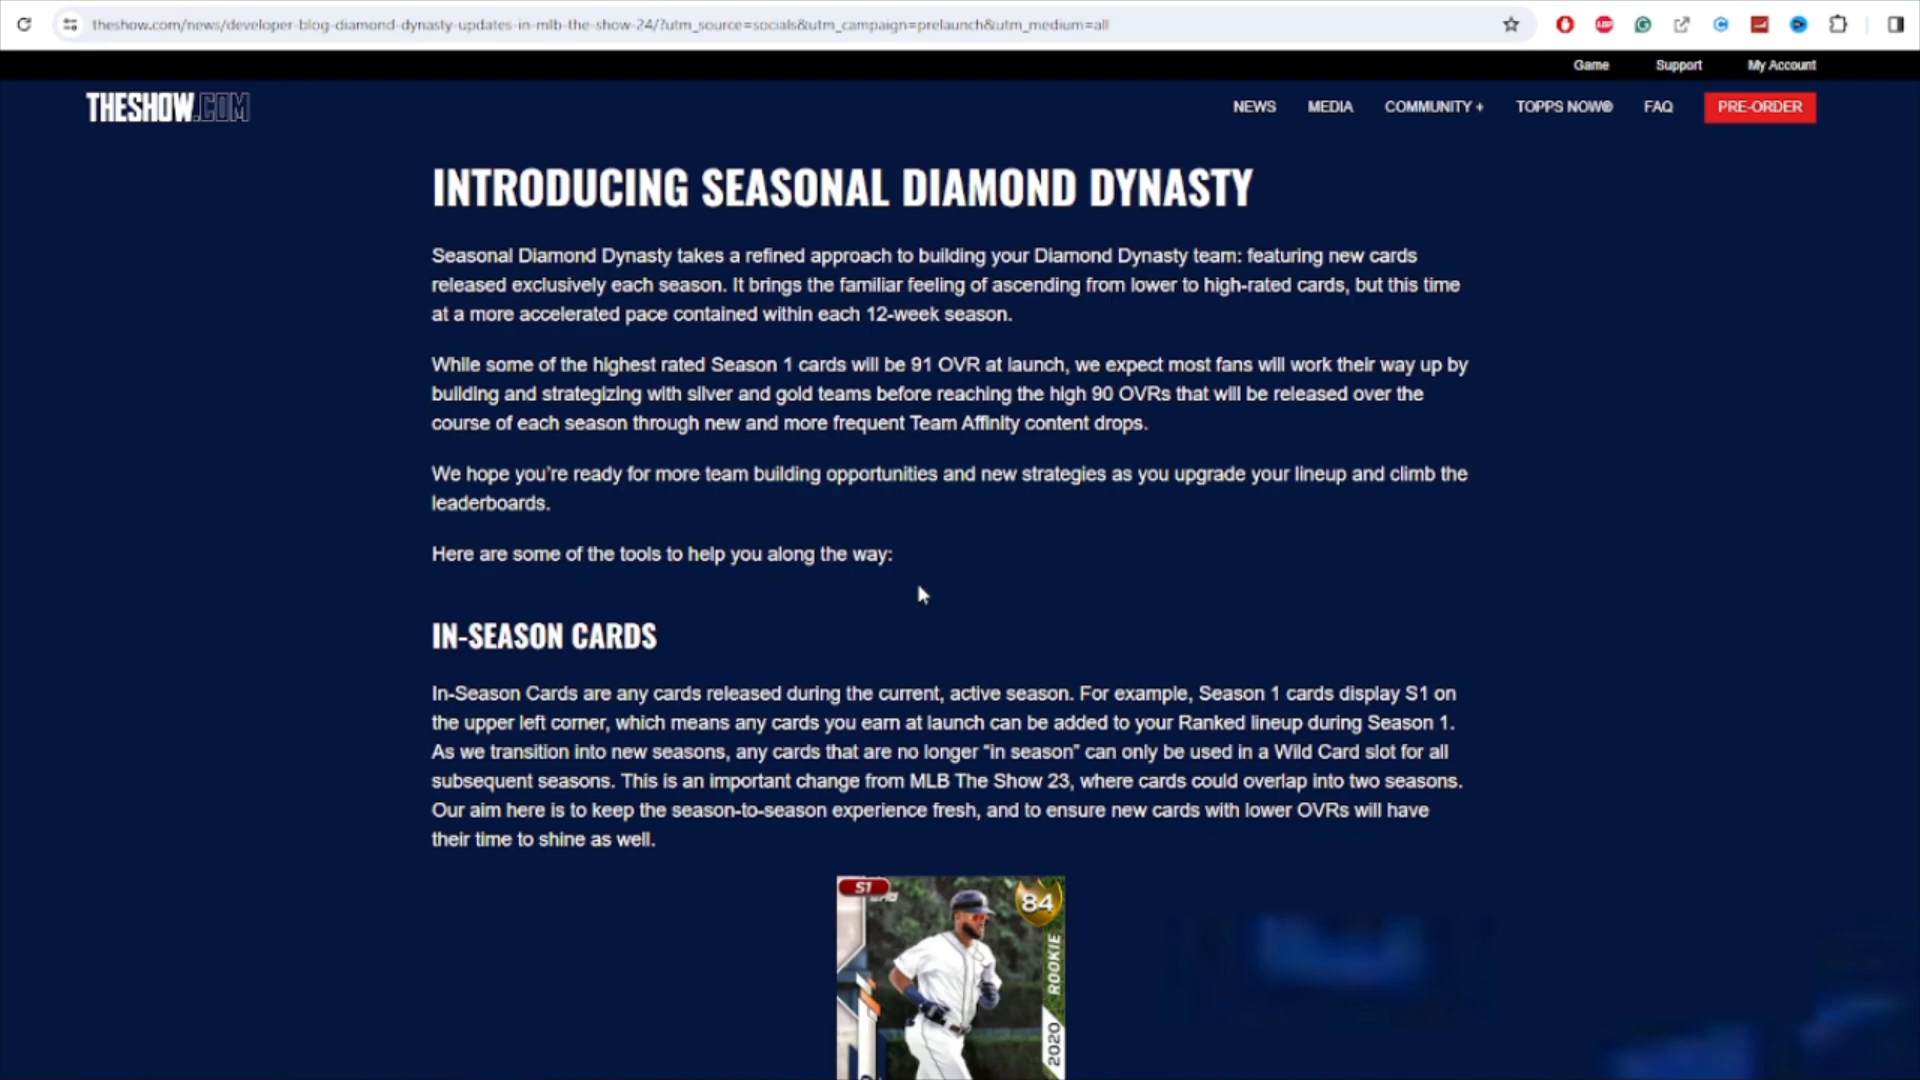 theshow.com/news/developer-blog-diamond-dynasty-updates-in-mlb-the-show-24/?utm_source=socials&utm_campaign=prelaunch&utm_medium=all
Game Support My Account
THESHOW.COM
NEWS MEDIA COMMUNITY + TOPPS NOW® FAQ PRE-ORDER
INTRODUCING SEASONAL DIAMOND DYNASTY
Seasonal Diamond Dynasty takes a refined approach to building your Diamond Dynasty team: featuring new cards
released exclusively each season. It brings the familiar feeling of ascending from lower to high-rated cards, but this time
at a more accelerated pace contained within each 12-week season.
While some of the highest rated Season 1 cards will be 91 OVR at launch, we expect most fans will work their way up by
building and strategizing with silver and gold teams before reaching the high 90 OVRs that will be released over the
course of each season through new and more frequent Team Affinity content drops.
We hope you're ready for more team building opportunities and new strategies as you upgrade your lineup and climb the
leaderboards.
Here are some of the tools to help you along the way:
IN-SEASON CARDS
In-Season Cards are any cards released during the current, active season. For example, Season 1 cards display S1 on
the upper left corner, which means any cards you earn at launch can be added to your Ranked lineup during Season 1.
As we transition into new seasons, any cards that are no longer “in season” can only be used in a Wild Card slot for all
subsequent seasons. This is an important change from MLB The Show 23, where cards could overlap into two seasons.
Our aim here is to keep the season-to-season experience fresh, and to ensure new cards with lower OVRs will have
their time to shine as well.
S1
84
ROOKIE
2020